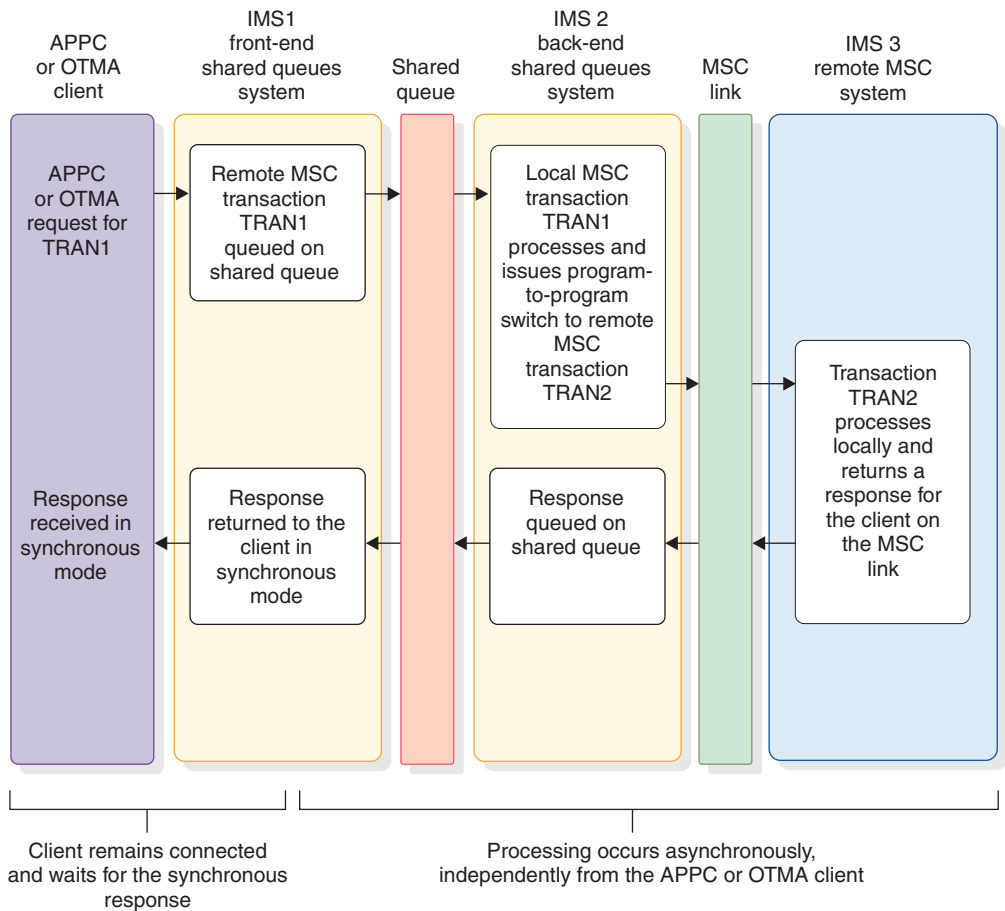 APPC
or OTMA
client
IMS1
front-end
shared queues
system
Shared
queue
IMS 2
back-end
shared queues
system
MSC
link
IMS 3
remote MSC
system
APPC
or OTMA
request for
TRAN1
Remote MSC
transaction
TRAN1
queued on
shared queue
Local MSC
transaction
TRAN1
processes and
issues program-
to-program
switch to remote
MSC
transaction
TRAN2
Transaction
TRAN2
processes
locally and
returns a
response for
the client on
the MSC
link
Response
received in
synchronous
mode
Response
returned to the
client in
synchronous
mode
Response
queued on
shared queue
Client remains connected
and waits for the synchronous
response
Processing occurs asynchronously,
independently from the APPC or OTMA client